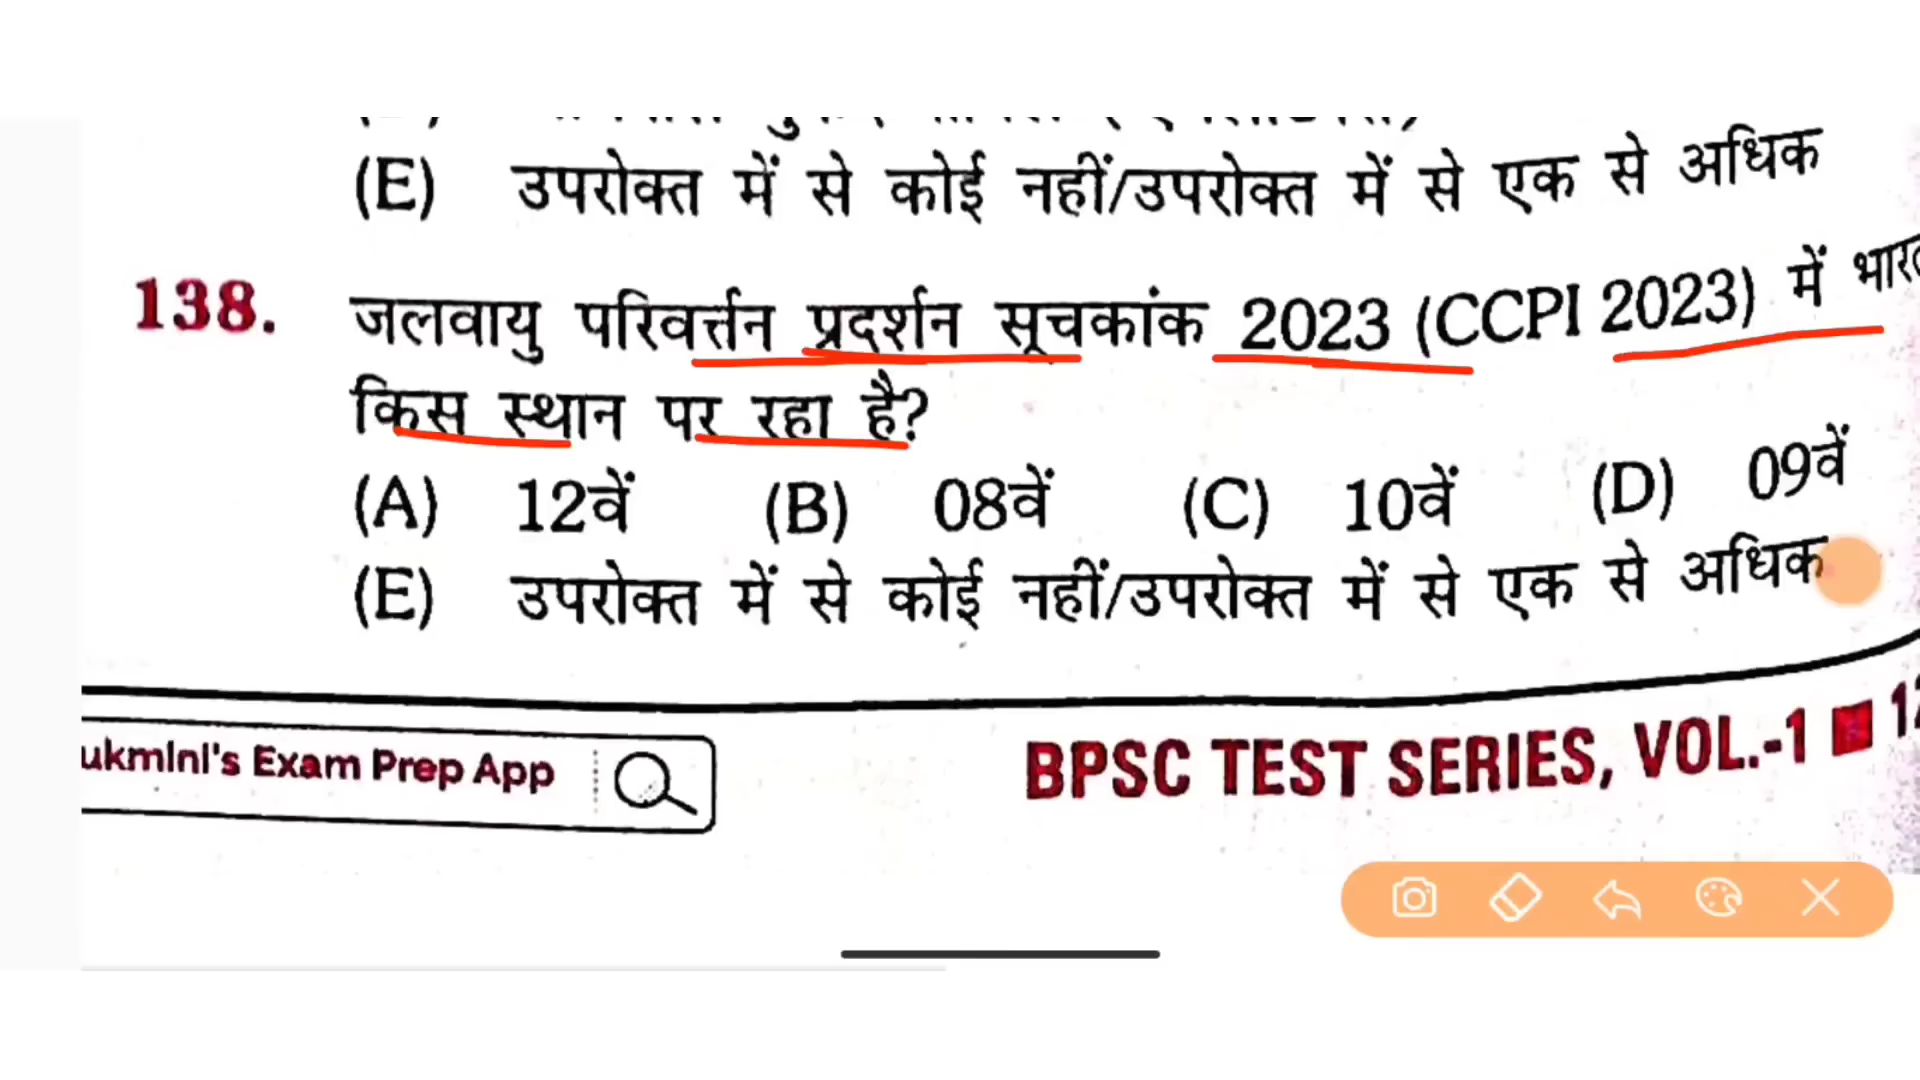 (E) उपरोक्त में से कोई नहीं/उपरोक्त में से एक से अधिक
138. जलवायु परिवर्त्तन प्रदर्शन सूचकांक 2023 (CCPI 2023) में
किस स्थान पर रहा है?
(A) 12वें (B) 08वें (C) 10वें (D) 09वें
(E) उपरोक्त में से कोई नहीं/उपरोक्त में से एक से अधिक
Exam Prep App
BPSC TEST SERIES, VOL.-1